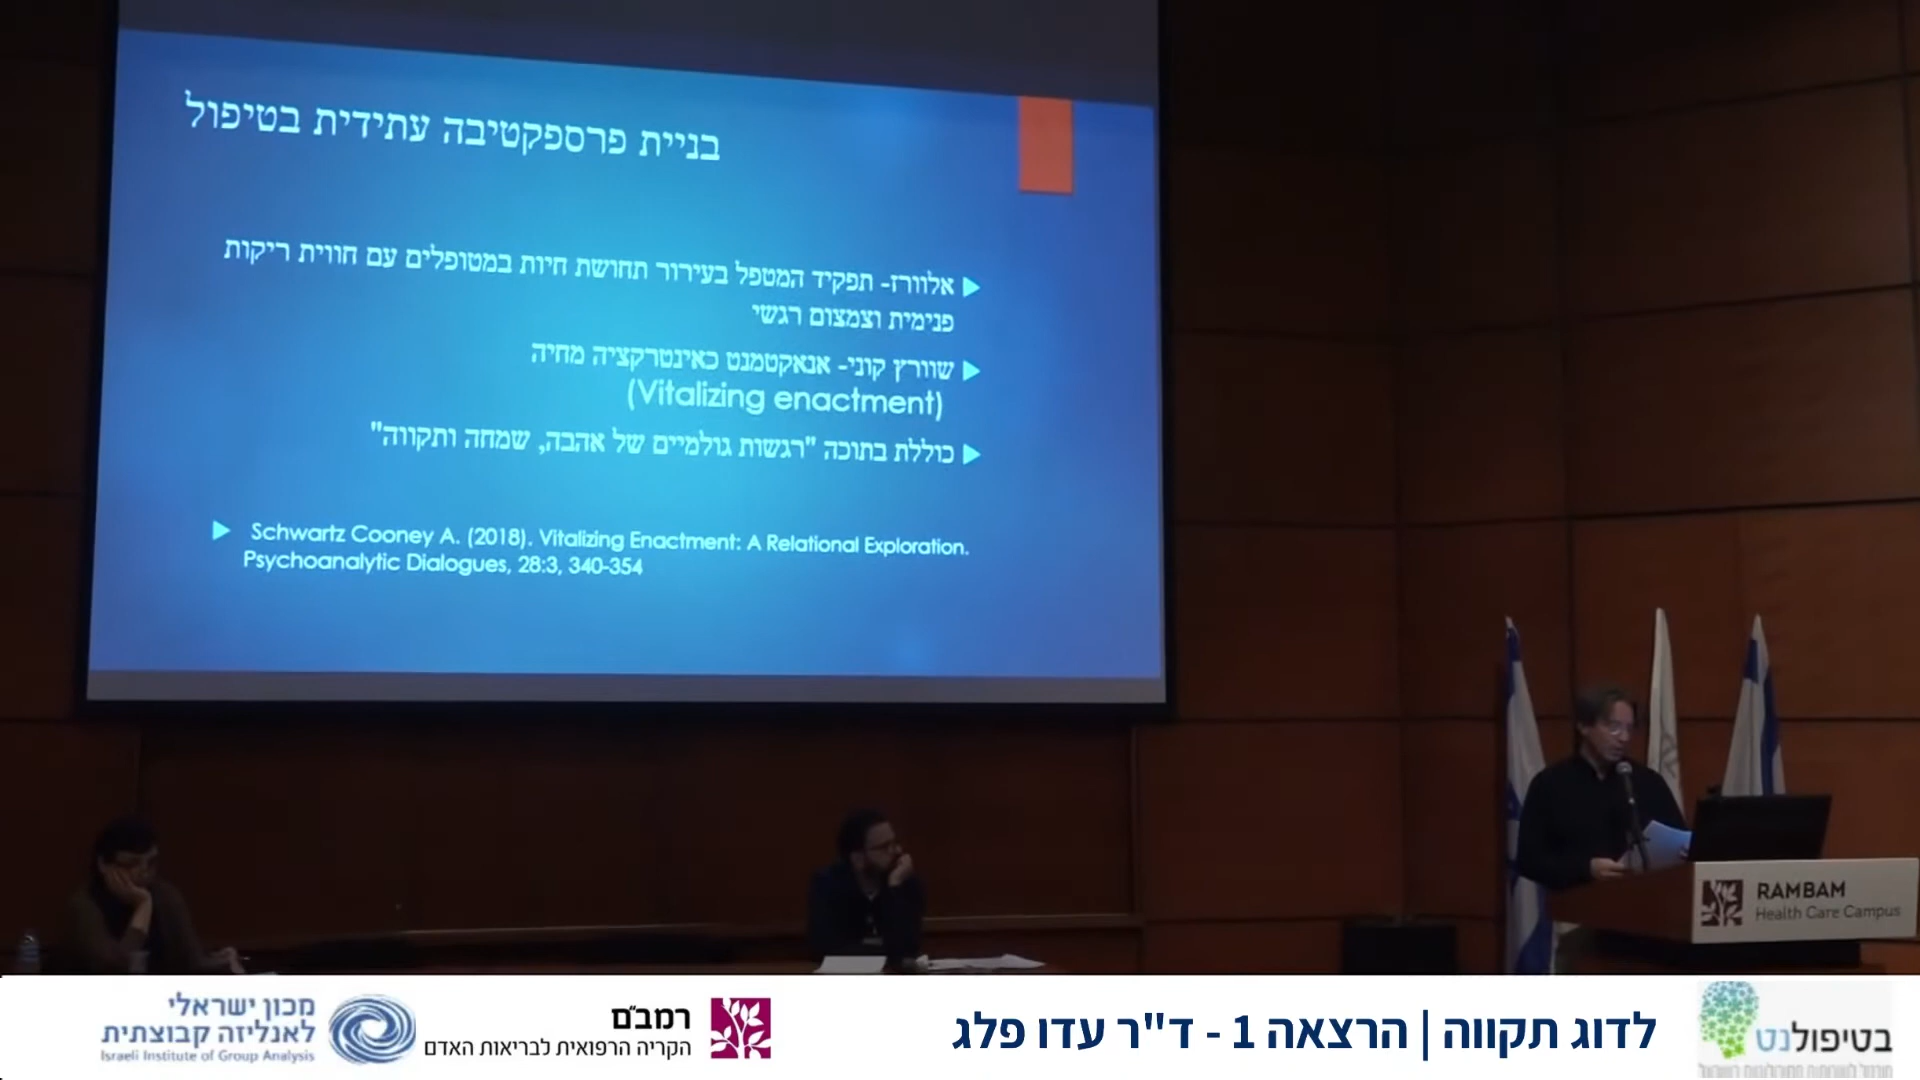 בניית פרספקטיבה עתידית בטיפול
אלוורז- תפקיד המטפל בעירור תחושת חיות במטופלים עם חווית ריקות
פנימית וצמצום רגשי
שוורץ קוני- אנאקטמנט כאינטרקציה מחיה
(Vitalizing enactment)
כוללת בתוכה "רגשות גולמיים של אהבה, שמחה ותקווה"
Schwartz Cooney A. (2018). Vitalizing Enactment: A Relational Exploration.
Psychoanalytic Dialogues, 28:3, 340-354
RAMBAM
Health Care Campus
בטיפולנט
לדוג תקווה | הרצאה 1 - ד"ר עדו פלג
רמב"ם
הקריה הרפואית לבריאות האדם
מכון ישראלי
לאנליזה קבוצתית
Israeli Institute of Group Analysis